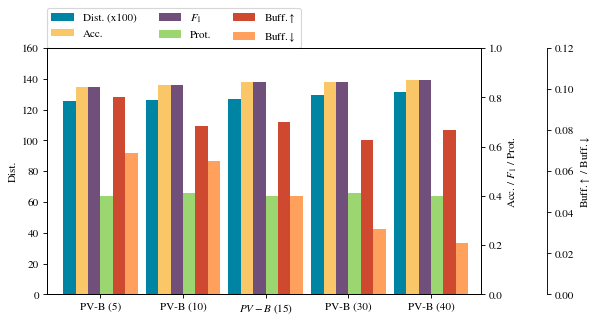 Dist. (x100)
Acc.
F₁
Prot.
Buff.↑
Buff.↓
160
140
120
100
80
60
40
20
0
Dist.
1.0
0.8
0.6
0.4
0.2
0.0
Acc. / F₁ / Prot.
0.12
0.10
0.08
0.06
0.04
0.02
0.00
Buff.↑ / Buff.↓
PV-B (5)
PV-B (10)
PV − B (15)
PV-B (30)
PV-B (40)